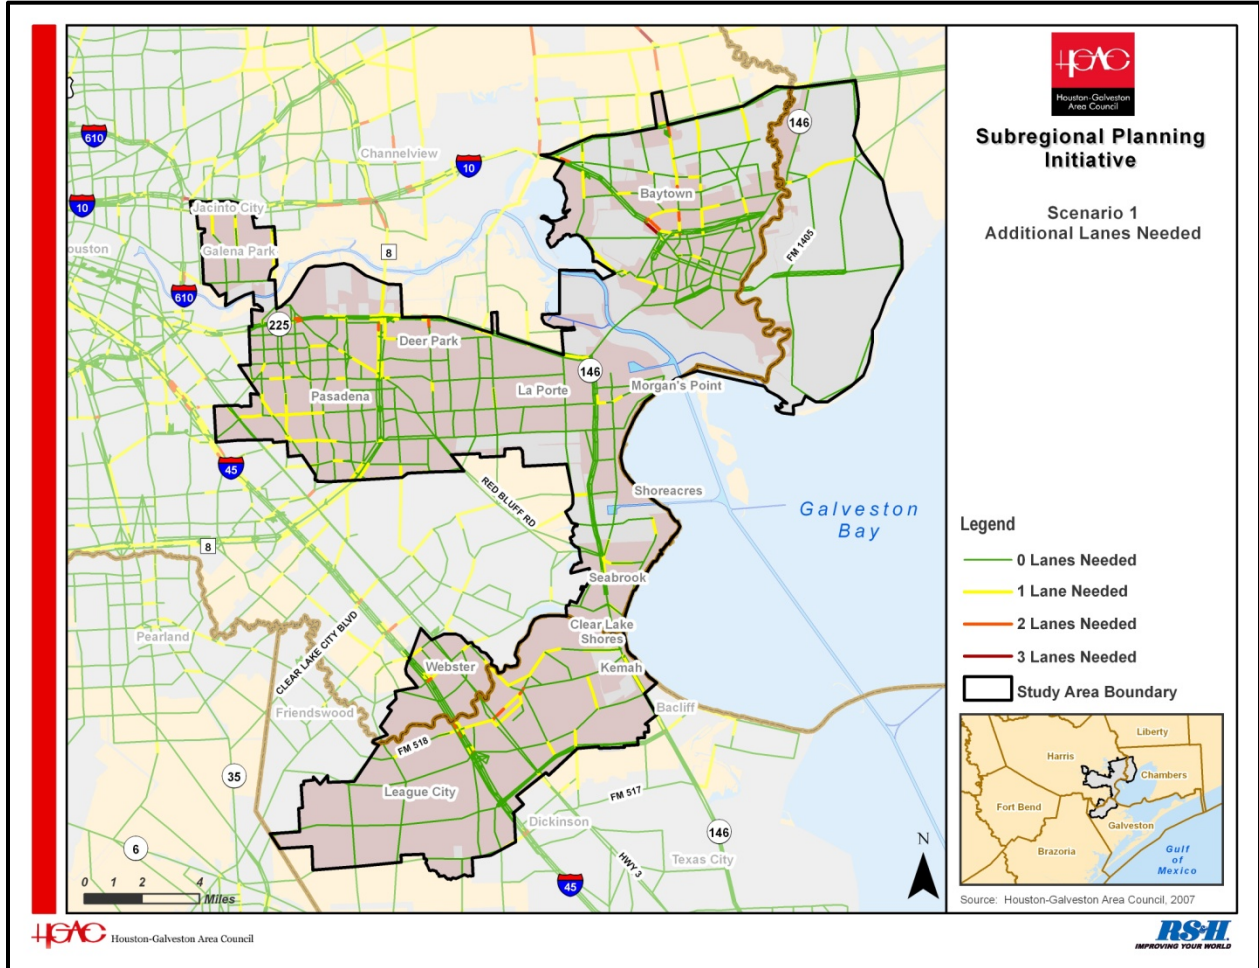 HGAC
Houston-Galveston
Area Council
Subregional Planning
Initiative
Scenario 1
Additional Lanes Needed
146
610
Channelview
10
Baytown
10
Jacinto City
ouston
Galena Park
8
FM 1405
610
225
Deer Park
146
Morgan's Point
La Porte
Pasadena
45
RED BLUFF RD
Shoreacres
Galveston
Bay
8
Seabrook
Clear Lake
Shores
Pearland
CLEAR LAKE CITY BLVD
Webster
Kemah
Friendswood
Bacliff
FM 518
35
League City
FM 517
Dickinson
146
6
HWY 3
Texas City
45
N
0 1 2 4
Miles
Legend
0 Lanes Needed
1 Lane Needed
2 Lanes Needed
3 Lanes Needed
Study Area Boundary
Liberty
Harris
Chambers
Fort Bend
Galveston
Brazoria
Gulf
of
Mexico
Source: Houston-Galveston Area Council, 2007
HGAC Houston-Galveston Area Council
RS&H
IMPROVING YOUR WORLD